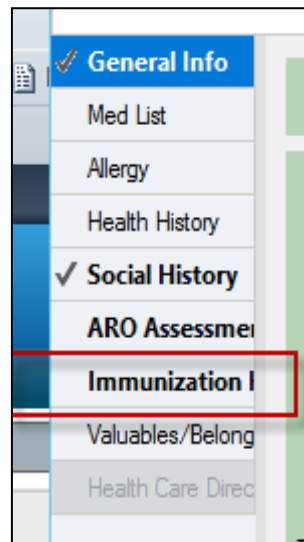 General Info
Med List
Allergy
Health History
Social History
ARO Assessme
Immunization
Valuables/Belong
Health Care Direc